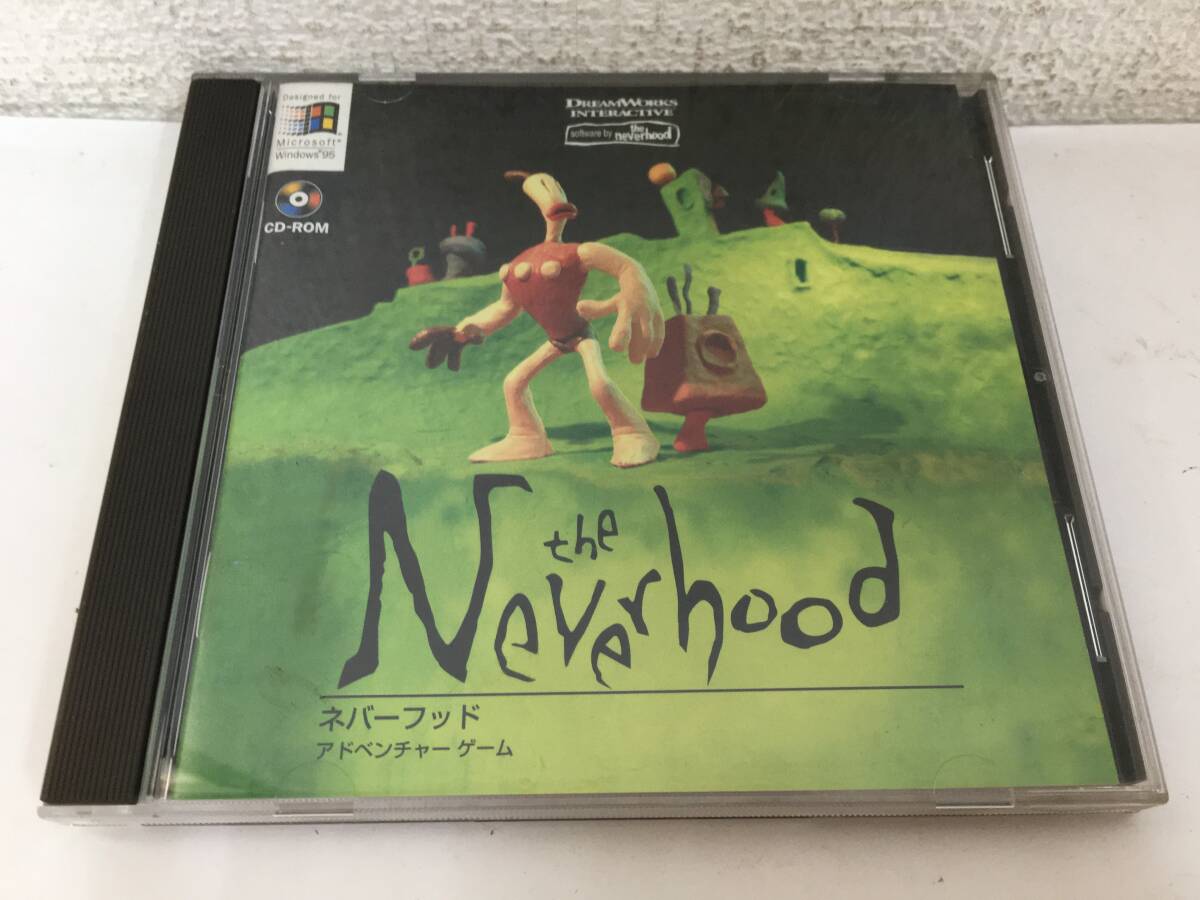 Designed for
Microsoft®
Windows®95
CD-ROM
DREAMWORKS
INTERACTIVE
software by the neverhood
the
Neverhood
ネバーフッド
アドベンチャー ゲーム